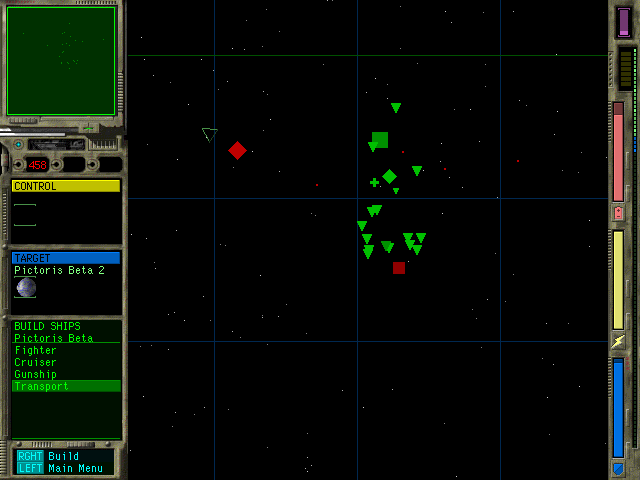 458
CONTROL
TARGET
Pictoris Beta 2
BUILD SHIPS
Pictoris Beta
Fighter
Cruiser
Gunship
Transport
RGHT Build
LEFT Main Menu